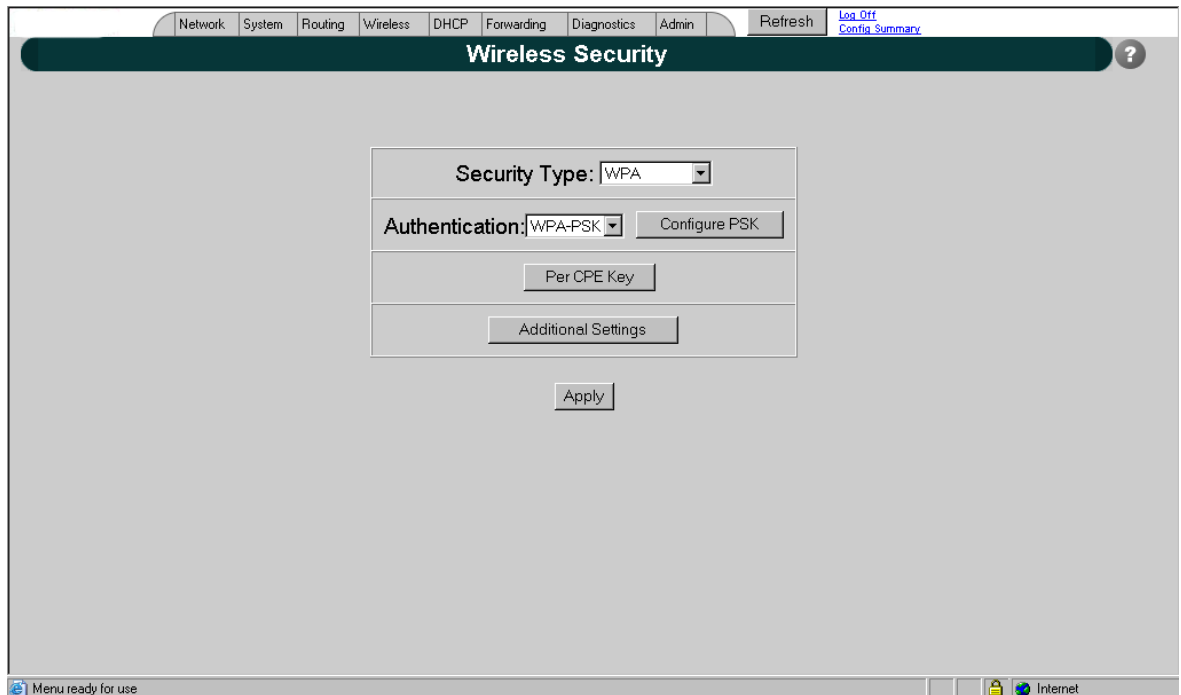 Network System Routing Wireless DHCP Forwarding Diagnostics Admin Refresh Log Off
Config Summary
Wireless Security ?
Security Type: WPA
Authentication: WPA-PSK Configure PSK
Per CPE Key
Additional Settings
Apply
Menu ready for use Internet